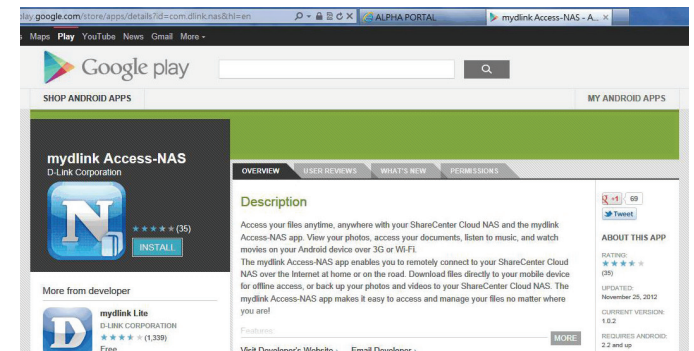 play.google.com/store/apps/details?id=com.dlink.nas&hl=en
ALPHA PORTAL
mydlink Access-NAS - A...
Maps Play YouTube News Gmail More
Google play
SHOP ANDROID APPS
MY ANDROID APPS
mydlink Access-NAS
D-Link Corporation
(35)
INSTALL
OVERVIEW USER REVIEWS WHAT'S NEW PERMISSIONS
Description
Access your files anytime, anywhere with your ShareCenter Cloud NAS and the mydlink
Access-NAS app. View your photos, access your documents, listen to music, and watch
movies on your Android device over 3G or Wi-Fi.
The mydlink Access-NAS app enables you to remotely connect to your ShareCenter Cloud
NAS over the Internet at home or on the road. Download files directly to your mobile device
for offline access, or back up your photos and videos to your ShareCenter Cloud NAS. The
mydlink Access-NAS app makes it easy to access and manage your files no matter where
you are!
Features:
MORE
Visit Developer's Website Email Developer
+1 69
Tweet
ABOUT THIS APP
RATING:
(35)
UPDATED:
November 25, 2012
CURRENT VERSION:
1.0.2
REQUIRES ANDROID:
2.2 and up
More from developer
mydlink Lite
D-LINK CORPORATION
(1,339)
Free